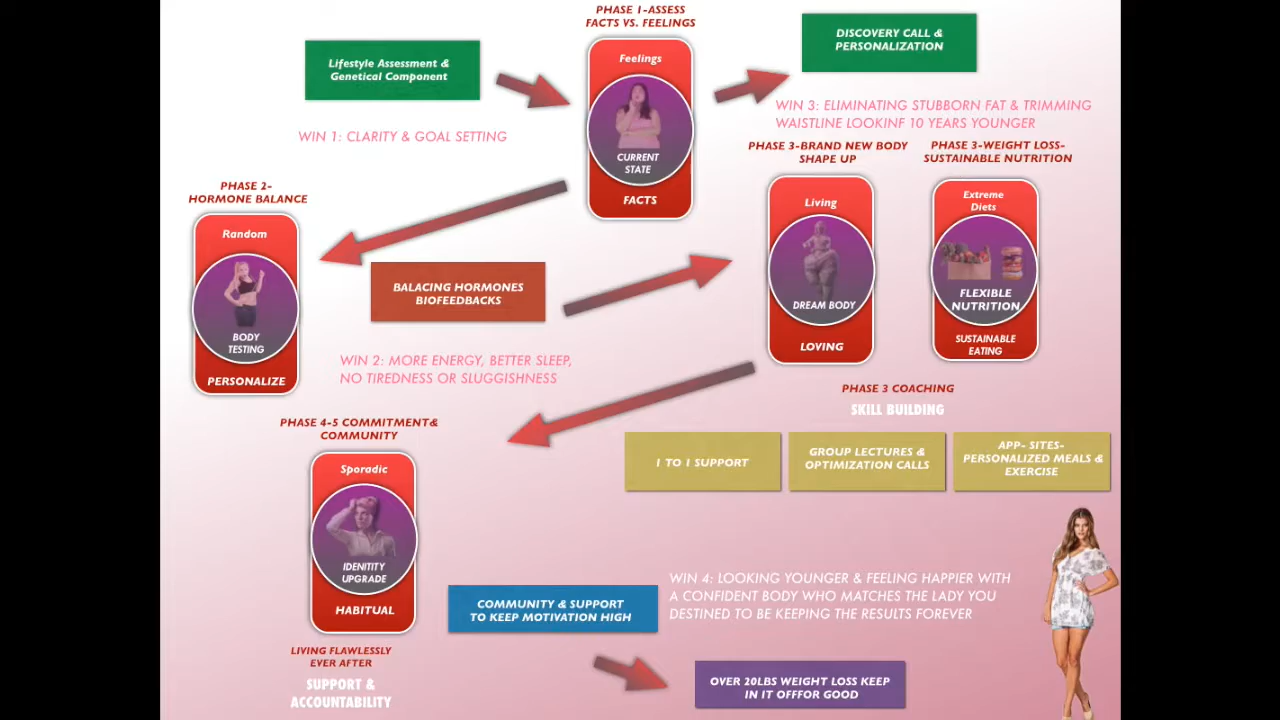 PHASE 1-ASSESS
FACTS VS. FEELINGS
Feelings
CURRENT
STATE
FACTS
Lifestyle Assessment &
Genetical Component
DISCOVERY CALL &
PERSONALIZATION
WIN 1: CLARITY & GOAL SETTING
WIN 3: ELIMINATING STUBORN FAT & TRIMMING
WAISTLINE LOOKINF 10 YEARS YOUNGER
PHASE 2-
HORMONE BALANCE
Random
BODY
TESTING
PERSONALIZE
BALACING HORMONES
BIOFEEDBACKS
WIN 2: MORE ENERGY, BETTER SLEEP,
NO TIREDNESS OR SLUGGISHNESS
PHASE 3-BRAND NEW BODY
SHAPE UP
Living
DREAM BODY
LOVING
PHASE 3-WEIGHT LOSS-
SUSTAINABLE NUTRITION
Extreme
Diets
FLEXIBLE
NUTRITION
SUSTAINABLE
EATING
PHASE 3 COACHING
SKILL BUILDING
1 TO 1 SUPPORT
GROUP LECTURES &
OPTIMIZATION CALLS
APP- SITES-
PERSONALIZED MEALS &
EXERCISE
PHASE 4-5 COMMITMENT&
COMMUNITY
Sporadic
IDENITITY
UPGRADE
HABITUAL
LIVING FLAWLESSLY
EVER AFTER
SUPPORT &
ACCOUNTABILITY
COMMUNITY & SUPPORT
TO KEEP MOTIVATION HIGH
WIN 4: LOOKING YOUNGER & FEELING HAPPIER WITH
A CONFIDENT BODY WHO MATCHES THE LADY YOU
DESTINED TO BE KEEPING THE RESULTS FOREVER
OVER 20LBS WEIGHT LOSS KEEP
IN IT OFFFOR GOOD